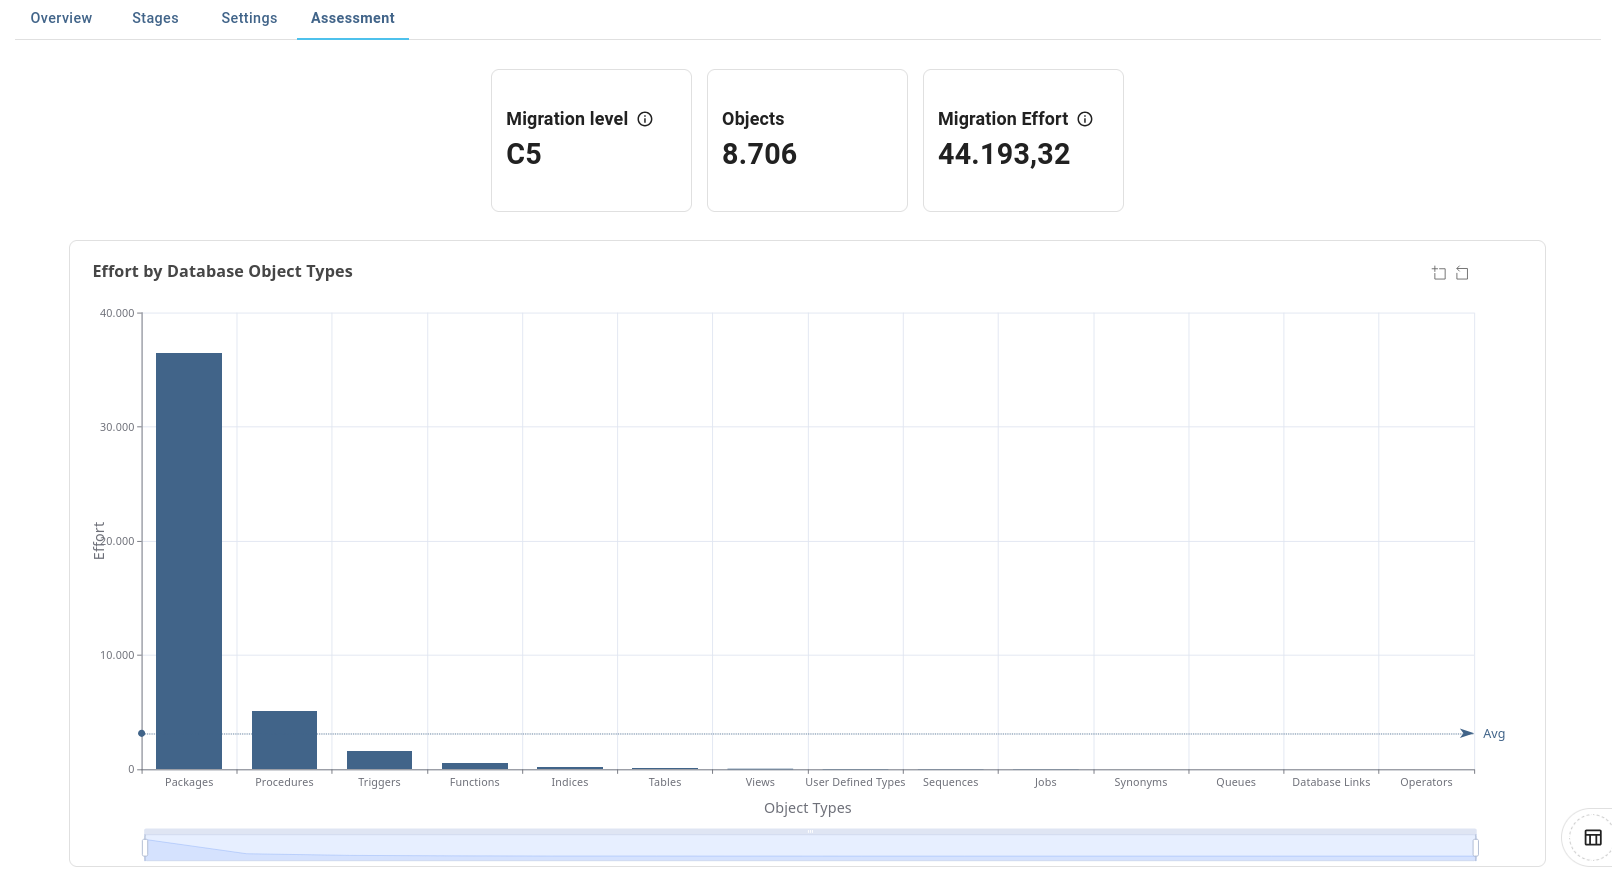 Overview Stages Settings Assessment
Migration level
C5
Objects
8.706
Migration Effort
44.193,32
Effort by Database Object Types
40.000
30.000
20.000
10.000
0
Effort
Avg
Packages Procedures Triggers Functions Indices Tables Views User Defined Types Sequences Jobs Synonyms Queues Database Links Operators
Object Types